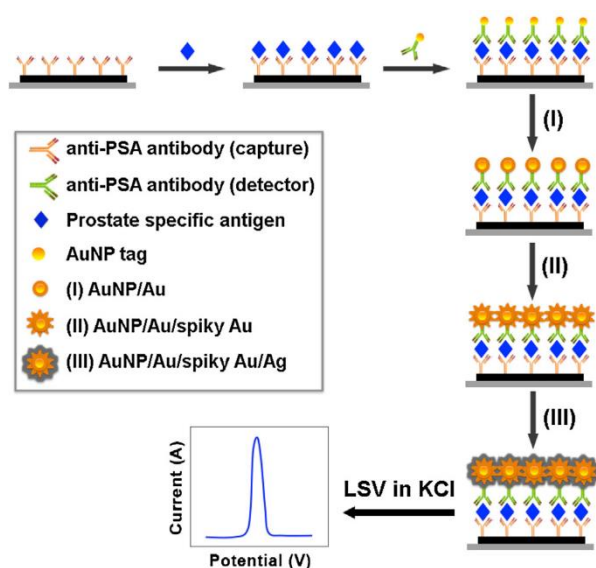 (I)
anti-PSA antibody (capture)
anti-PSA antibody (detector)
Prostate specific antigen
AuNP tag
(I) AuNP/Au
(II) AuNP/Au/spiky Au
(III) AuNP/Au/spiky Au/Ag
(II)
(III)
LSV in KCl
Current (A)
Potential (V)